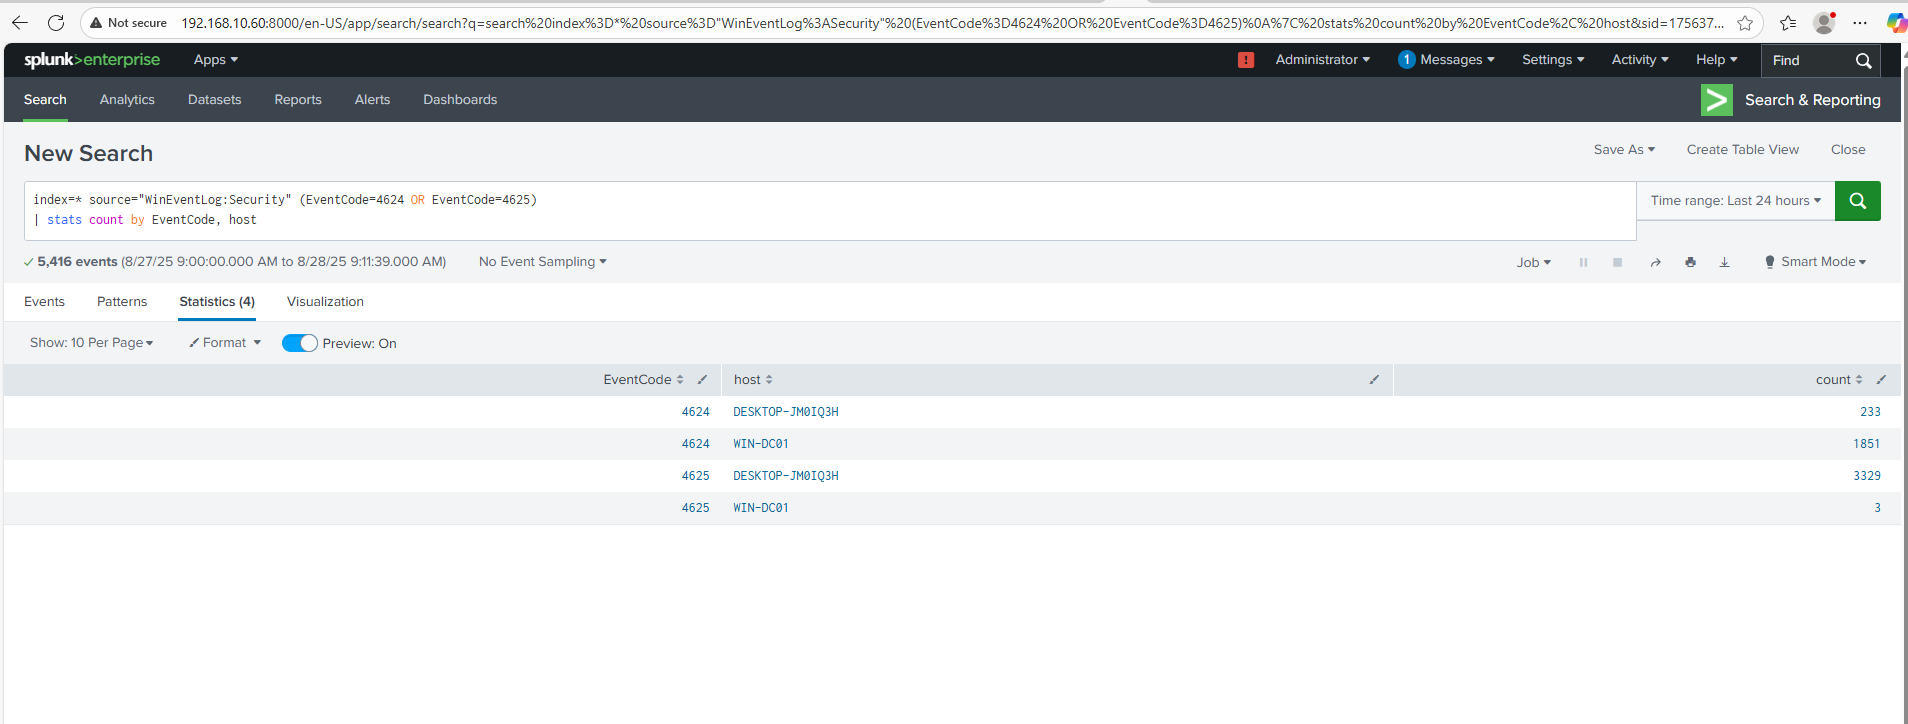 Not secure 192.168.10.60:8000/en-US/app/search/search?q=search%20index%3D*%20source%3D"WinEventLog%3ASecurity"%20(EventCode%3D4624%20OR%20EventCode%3D4625)%0A%7C%20stats%20count%20by%20EventCode%2C%20host&sid=175637...
splunk>enterprise Apps ! Administrator 1 Messages Settings Activity Help Find
Search Analytics Datasets Reports Alerts Dashboards > Search & Reporting
New Search Save As Create Table View Close
index=* source="WinEventLog:Security" (EventCode=4624 OR EventCode=4625) Time range: Last 24 hours
| stats count by EventCode, host
✓ 5,416 events (8/27/25 9:00:00.000 AM to 8/28/25 9:11:39.000 AM) No Event Sampling Job Smart Mode
Events Patterns Statistics (4) Visualization
Show: 10 Per Page Format Preview: On
EventCode host count
4624 DESKTOP-JM0IQ3H 233
4624 WIN-DC01 1851
4625 DESKTOP-JM0IQ3H 3329
4625 WIN-DC01 3